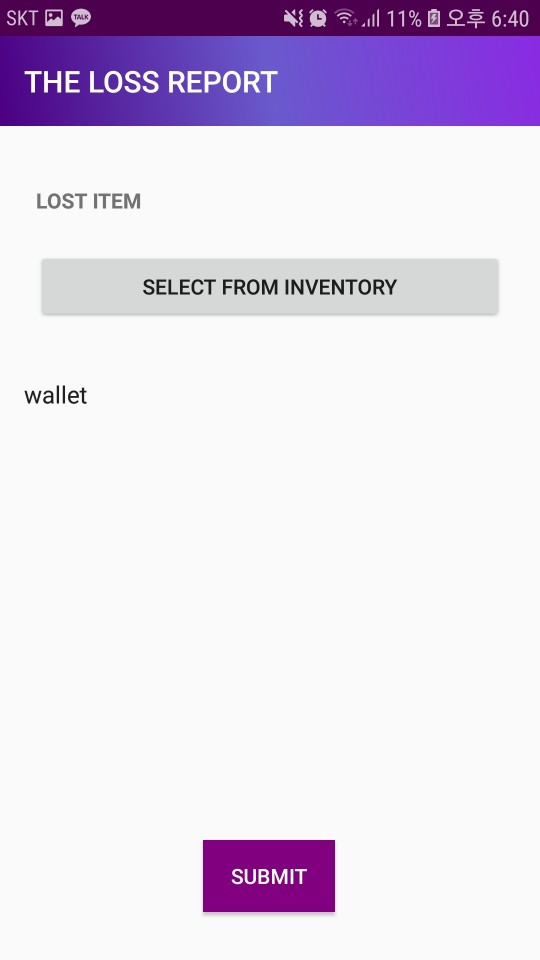 SKT TALK 11% 오후 6:40
THE LOSS REPORT
LOST ITEM
SELECT FROM INVENTORY
wallet
SUBMIT